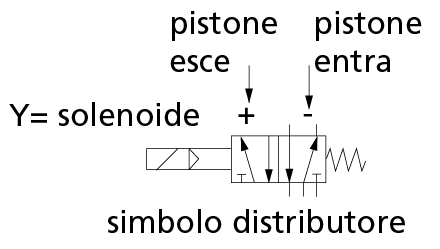 pistone pistone
esce entra
+ -
Y= solenoide
simbolo distributore